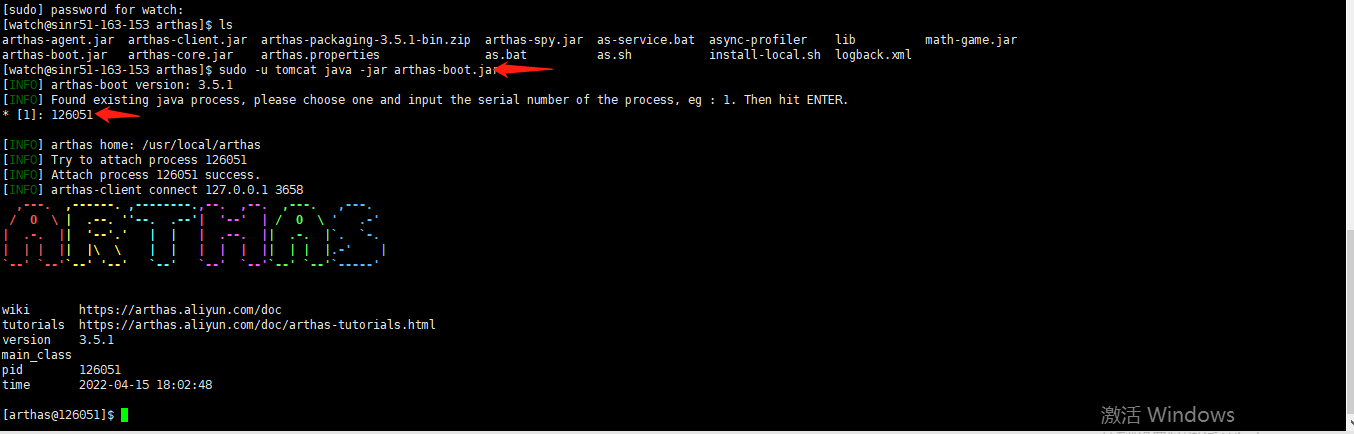 [sudo] password for watch:
[watch@sinr51-163-153 arthas]$ ls
arthas-agent.jar  arthas-client.jar  arthas-packaging-3.5.1-bin.zip  arthas-spy.jar  as-service.bat  async-profiler  lib  math-game.jar
arthas-boot.jar  arthas-core.jar  arthas.properties  as.bat  as.sh  install-local.sh  logback.xml
[watch@sinr51-163-153 arthas]$ sudo -u tomcat java -jar arthas-boot.jar
[INFO] arthas-boot version: 3.5.1
[INFO] Found existing java process, please choose one and input the serial number of the process, eg : 1. Then hit ENTER.
* [1]: 126051
[INFO] arthas home: /usr/local/arthas
[INFO] Try to attach process 126051
[INFO] Attach process 126051 success.
[INFO] arthas-client connect 127.0.0.1 3658
ARTHAS
wiki  https://arthas.aliyun.com/doc
tutorials  https://arthas.aliyun.com/doc/arthas-tutorials.html
version  3.5.1
main_class
pid  126051
time  2022-04-15 18:02:48
[arthas@126051]$
激活 Windows